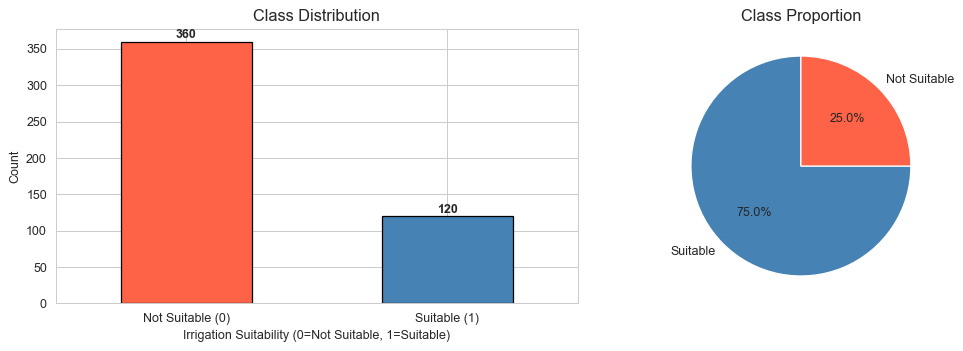 Class Distribution
360
120
350
300
250
200
150
100
50
0
Count
Not Suitable (0)
Suitable (1)
Irrigation Suitability (0=Not Suitable, 1=Suitable)
Class Proportion
Not Suitable
25.0%
75.0%
Suitable